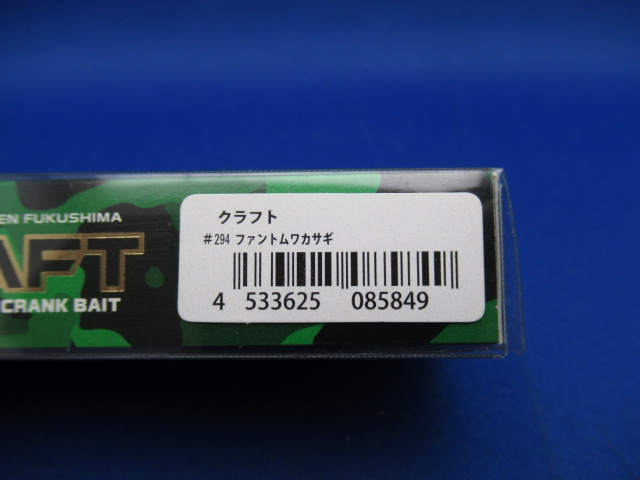 EN FUKUSHIMA
AFT
CRANK BAIT
クラフト
#294 ファントムワカサギ
4 533625 085849